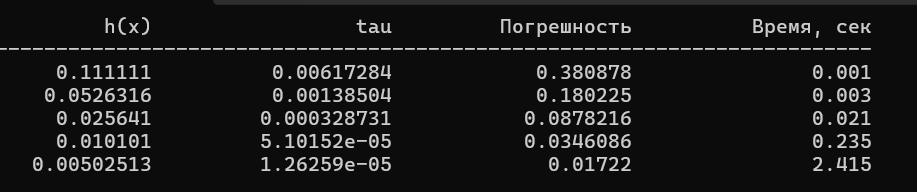 h(x) tau Погрешность Время, сек
0.111111 0.00617284 0.380878 0.001
0.0526316 0.00138504 0.180225 0.003
0.025641 0.000328731 0.0878216 0.021
0.010101 5.10152e-05 0.0346086 0.235
0.00502513 1.26259e-05 0.01722 2.415